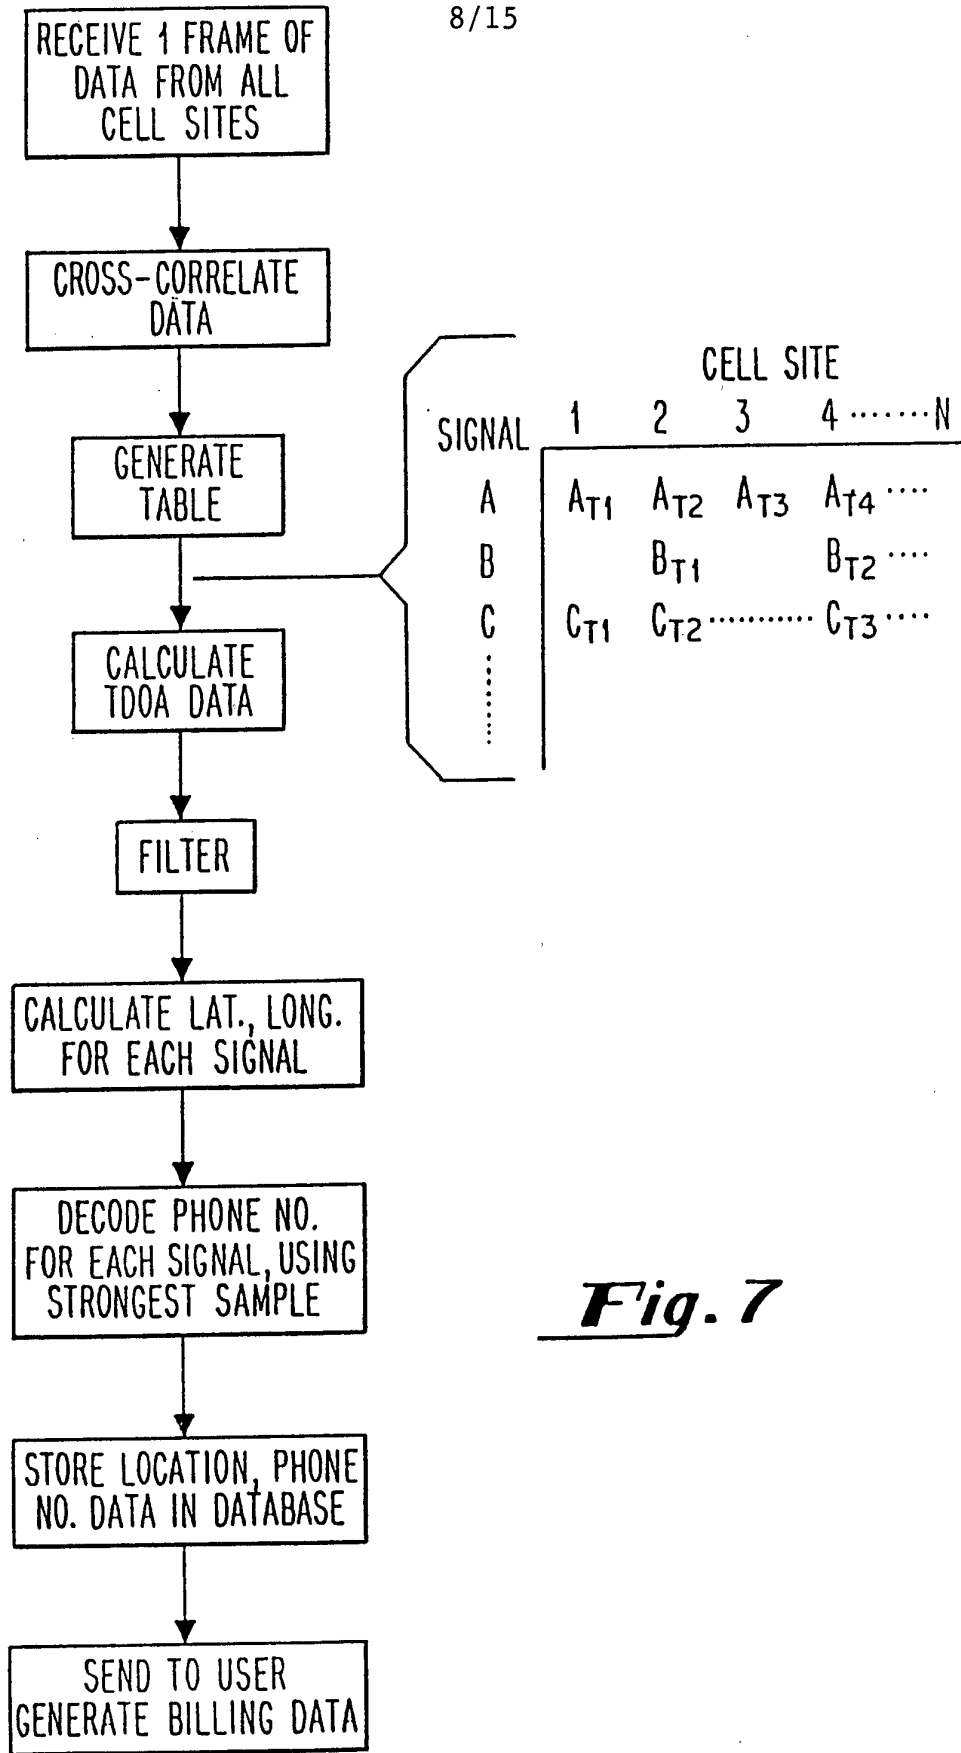 8/15
RECEIVE 1 FRAME OF
DATA FROM ALL
CELL SITES
CROSS-CORRELATE
DATA
GENERATE
TABLE
CELL SITE
SIGNAL 1 2 3 4 ....... N
A AT1 AT2 AT3 AT4 ....
B BT1 BT2 ....
C CT1 CT2 ........... CT3 ....
CALCULATE
TDOA DATA
FILTER
CALCULATE LAT., LONG.
FOR EACH SIGNAL
DECODE PHONE NO.
FOR EACH SIGNAL, USING
STRONGEST SAMPLE
STORE LOCATION, PHONE
NO. DATA IN DATABASE
SEND TO USER
GENERATE BILLING DATA
Fig. 7